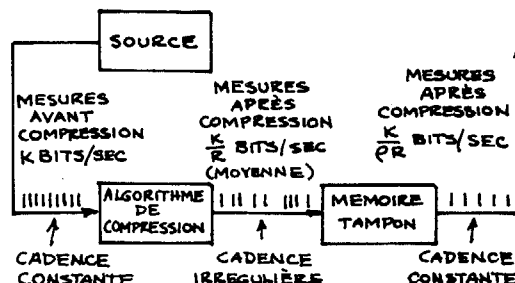 SOURCE
MESURES
AVANT
COMPRESSION
K BITS/SEC
MESURES
APRÈS
COMPRESSION
K/R BITS/SEC
(MOYENNE)
MESURES
APRÈS
COMPRESSION
K/ρR BITS/SEC
ALGORITHME
DE
COMPRESSION
MEMOIRE
TAMPON
CADENCE
CONSTANTE
CADENCE
IRREGULIÈRE
CADENCE
CONSTANTE